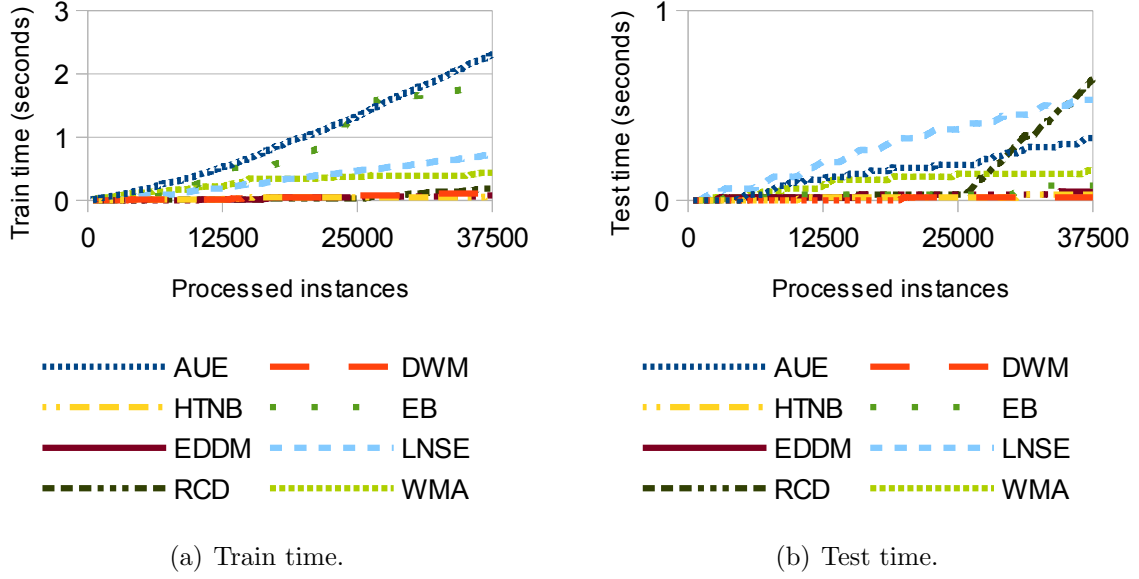 Train time (seconds)
3
2
1
0
0 12500 25000 37500
Processed instances
AUE DWM
HTNB EB
EDDM LNSE
RCD WMA
(a) Train time.
Test time (seconds)
1
0
0 12500 25000 37500
Processed instances
AUE DWM
HTNB EB
EDDM LNSE
RCD WMA
(b) Test time.